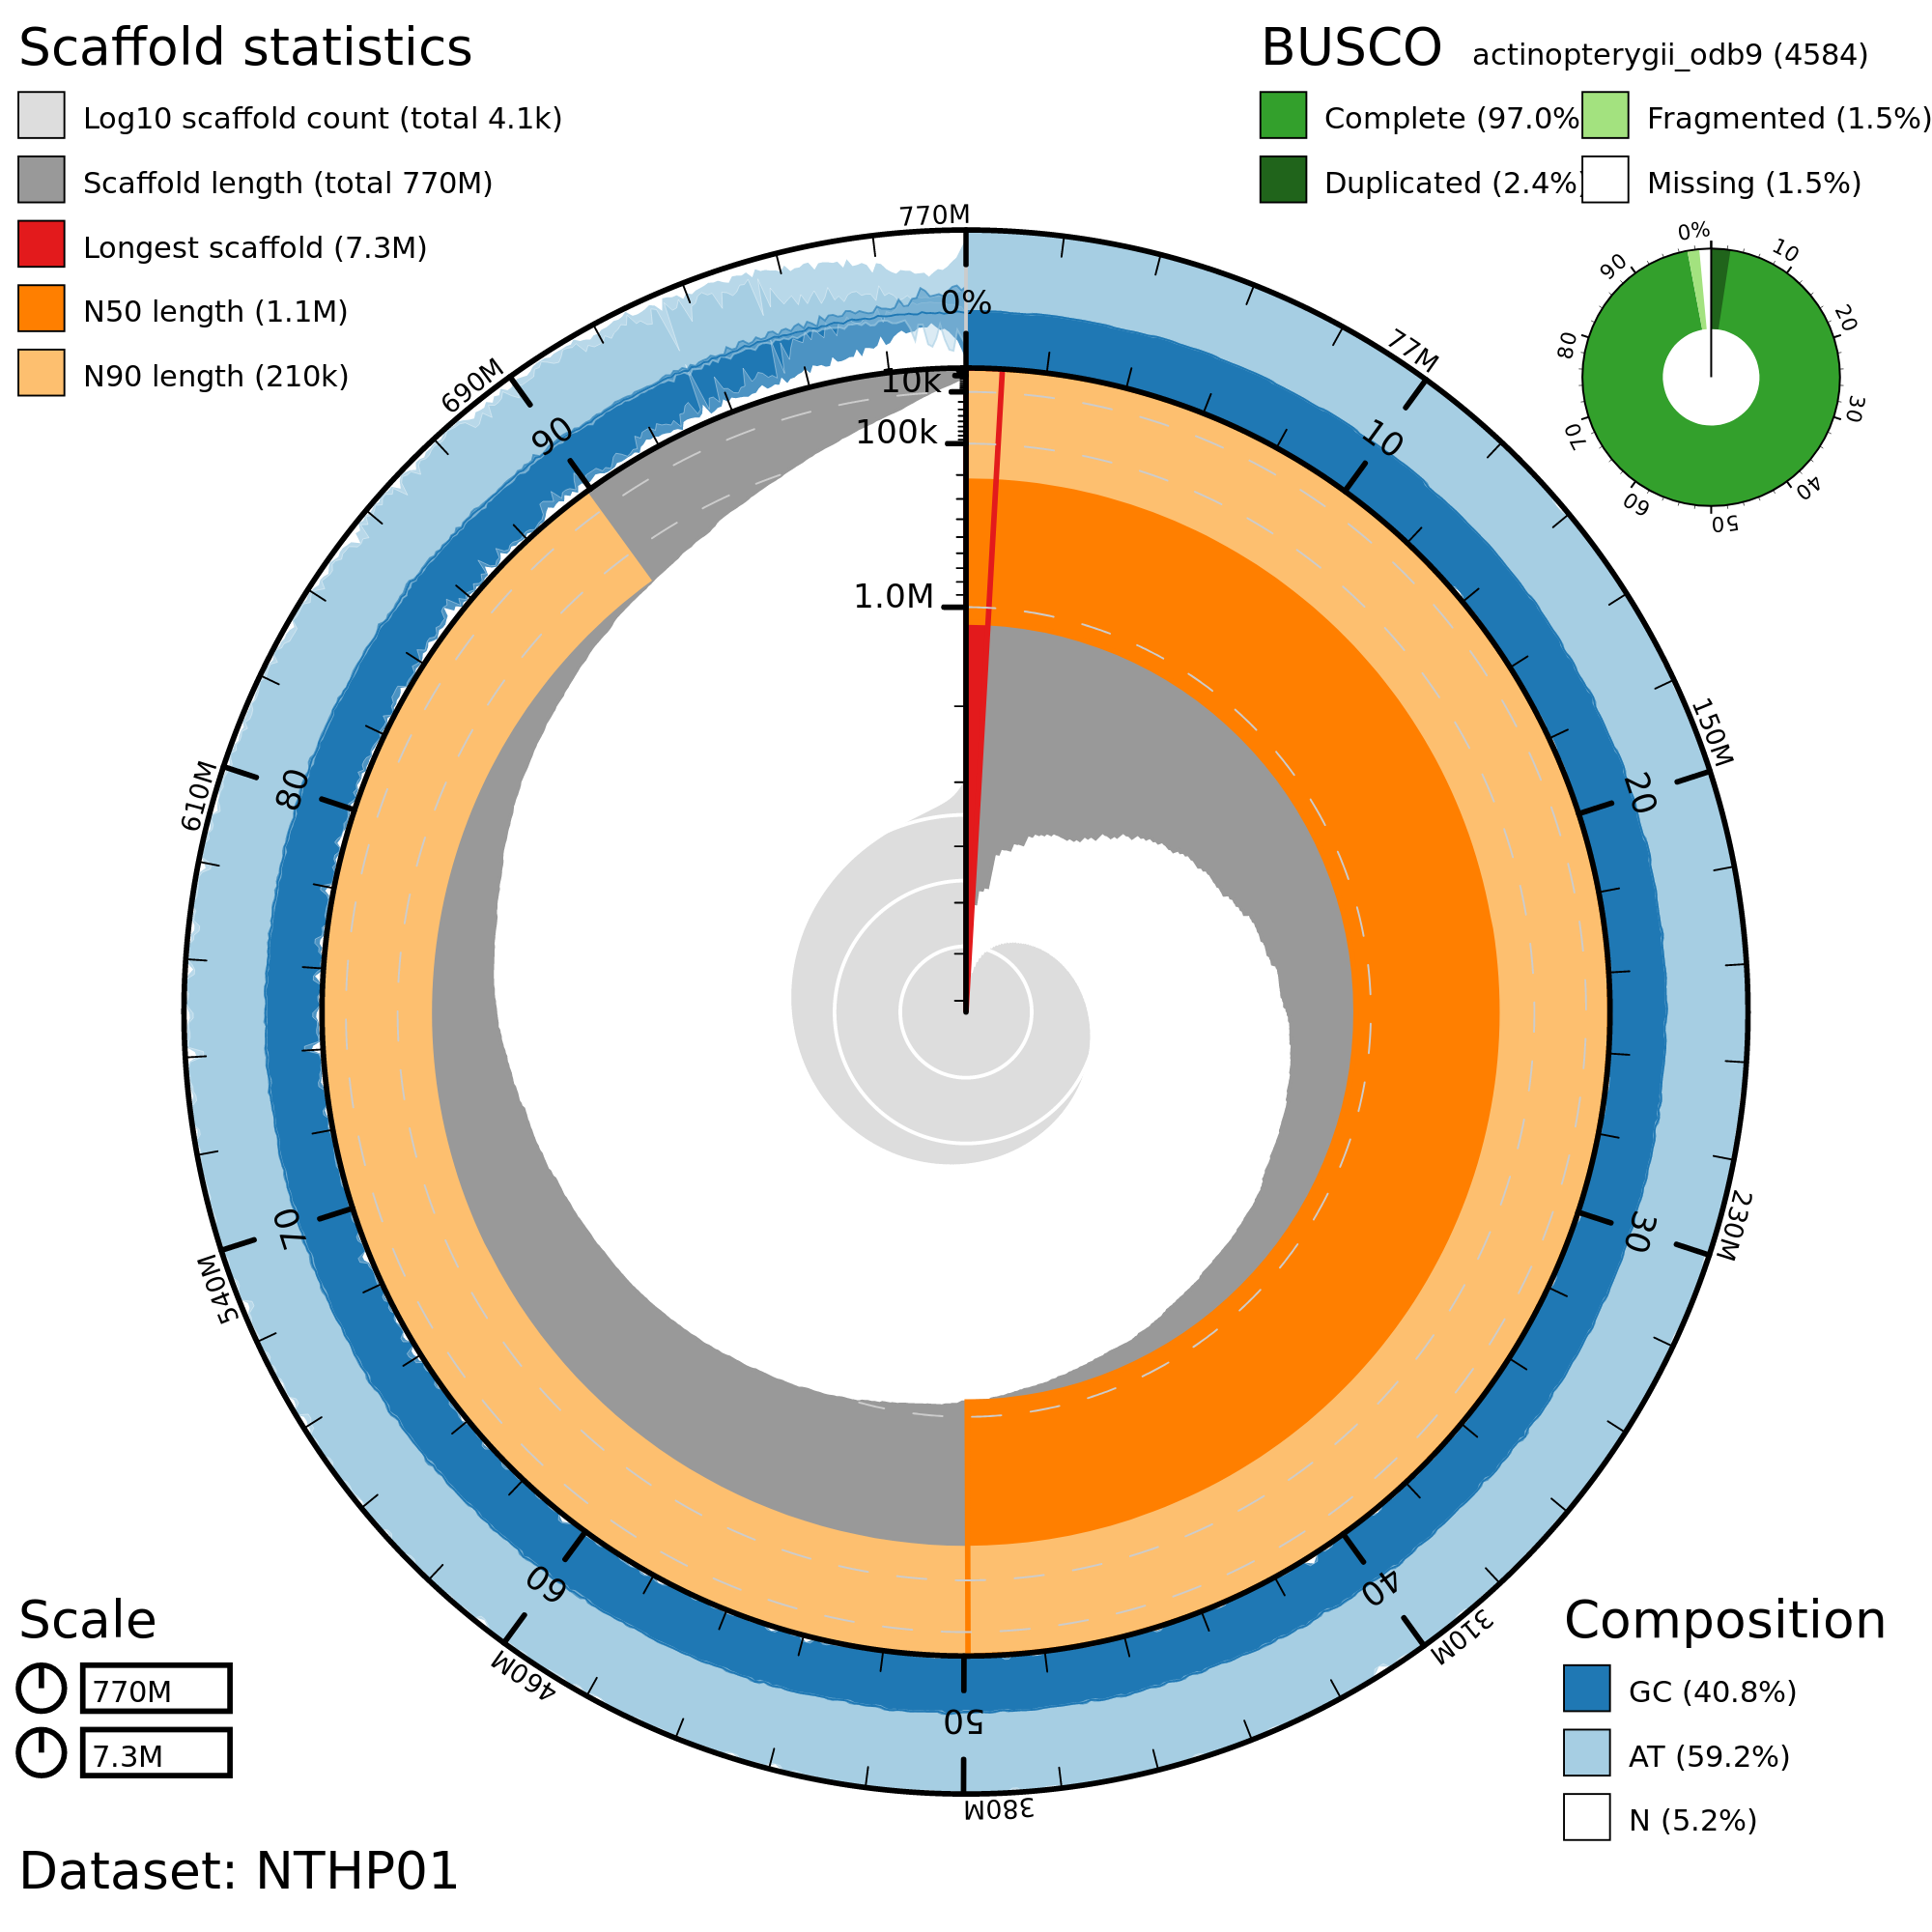 Scaffold statistics
Log10 scaffold count (total 4.1k)
Scaffold length (total 770M)
Longest scaffold (7.3M)
N50 length (1.1M)
N90 length (210k)
BUSCO actinopterygii_odb9 (4584)
Complete (97.0% Fragmented (1.5%)
Duplicated (2.4%) Missing (1.5%)
0%
10
20
30
40
50
60
70
80
90
770M
77M
150M
230M
310M
380M
460M
540M
610M
690M
0%
10
20
30
40
50
60
70
80
90
10k
100k
1.0M
Scale
770M
7.3M
Composition
GC (40.8%)
AT (59.2%)
N (5.2%)
Dataset: NTHP01